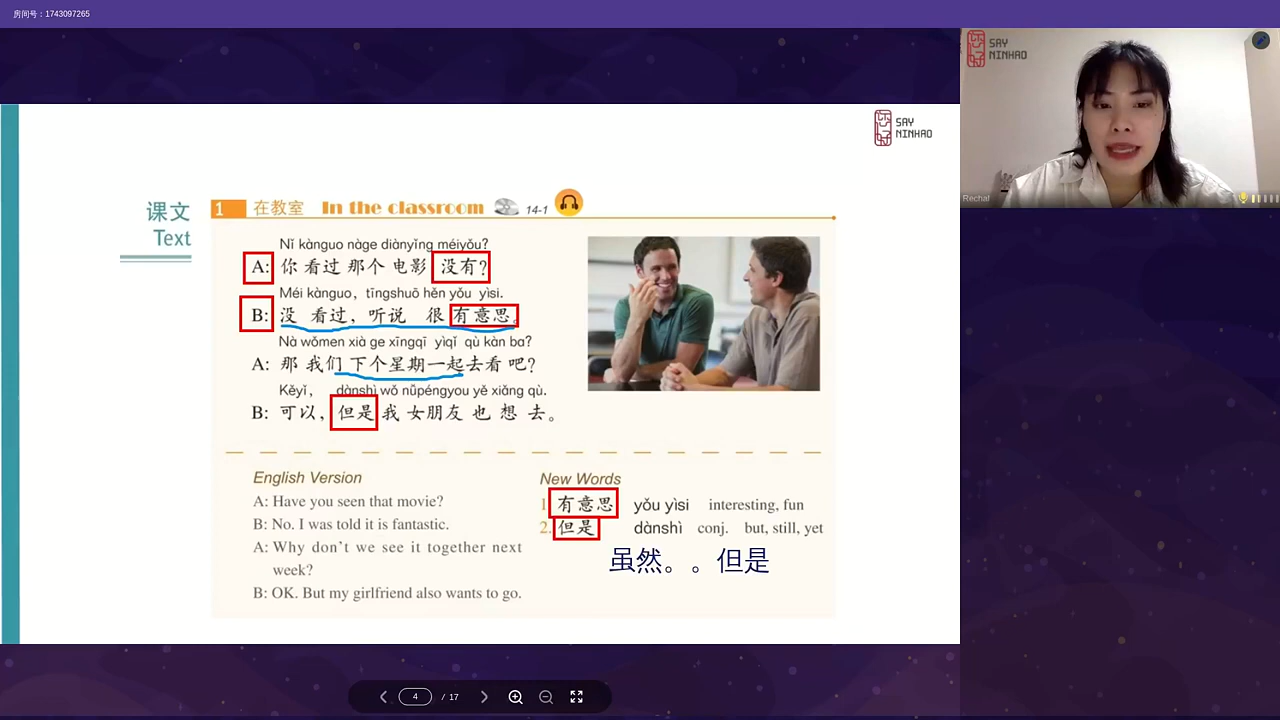 房间号：1743097265
SAY
NINHAO
SAY
NINHAO
Rechal
课文
Text
1 在教室 In the classroom 14-1
Nǐ kànguo nàge diànyǐng méiyǒu?
A: 你 看过 那个 电影 没有?
Méi kànguo, tīngshuō hěn yǒu yìsi.
B: 没 看过, 听说 很 有意思。
Nà wǒmen xià ge xīngqī yìqǐ qù kàn ba?
A: 那 我们 下个星期一起去看 吧?
Kěyǐ, dànshì wǒ nǚpéngyou yě xiǎng qù.
B: 可以, 但是 我 女朋友 也 想 去。
English Version
A: Have you seen that movie?
B: No. I was told it is fantastic.
A: Why don't we see it together next
week?
B: OK. But my girlfriend also wants to go.
New Words
1. 有意思 yǒu yìsi interesting, fun
2. 但是 dànshì conj. but, still, yet
虽然。。但是
4 / 17